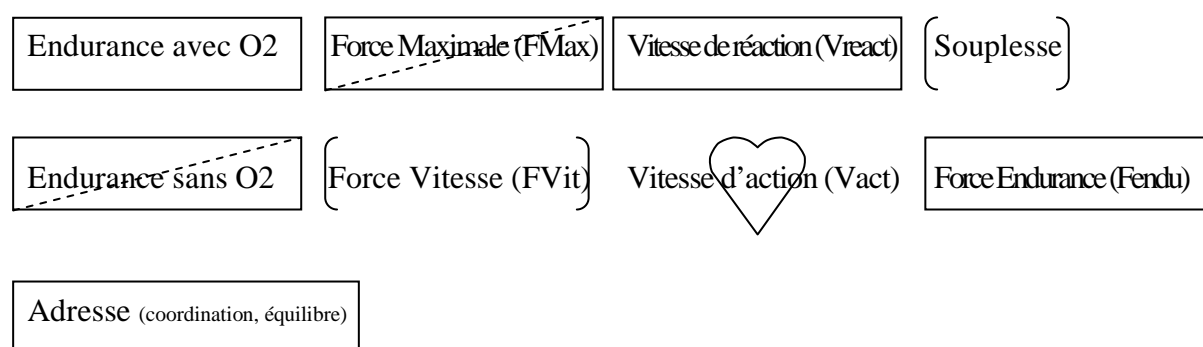 Endurance avec O2 Force Maximale (FMax) Vitesse de réaction (Vreact) Souplesse
Endurance sans O2 Force Vitesse (FVit) Vitesse d'action (Vact) Force Endurance (Fendu)
Adresse (coordination, équilibre)